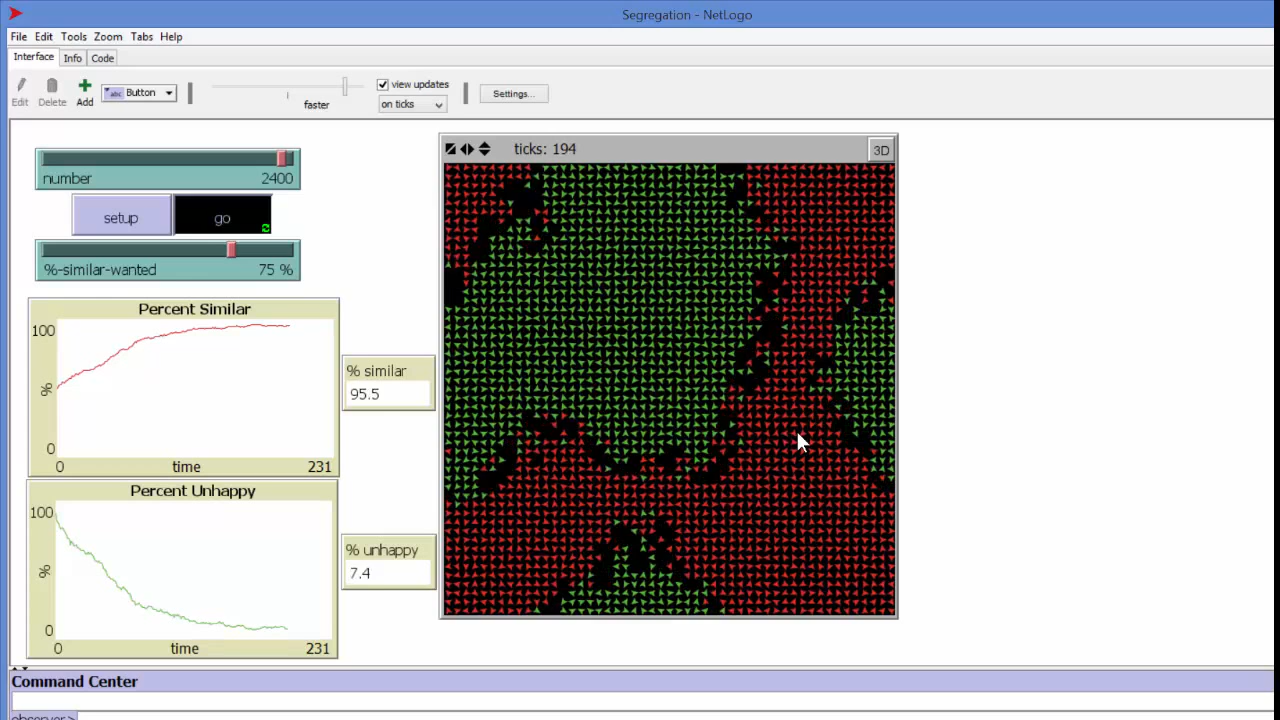 Segregation - NetLogo
File Edit Tools Zoom Tabs Help
Interface Info Code
Edit Delete Add abc Button faster view updates on ticks Settings...
ticks: 194 3D
number 2400
setup go
%-similar-wanted 75 %
Percent Similar
100
%
0
0 time 231
% similar
95.5
Percent Unhappy
100
%
0
0 time 231
% unhappy
7.4
Command Center
observer>